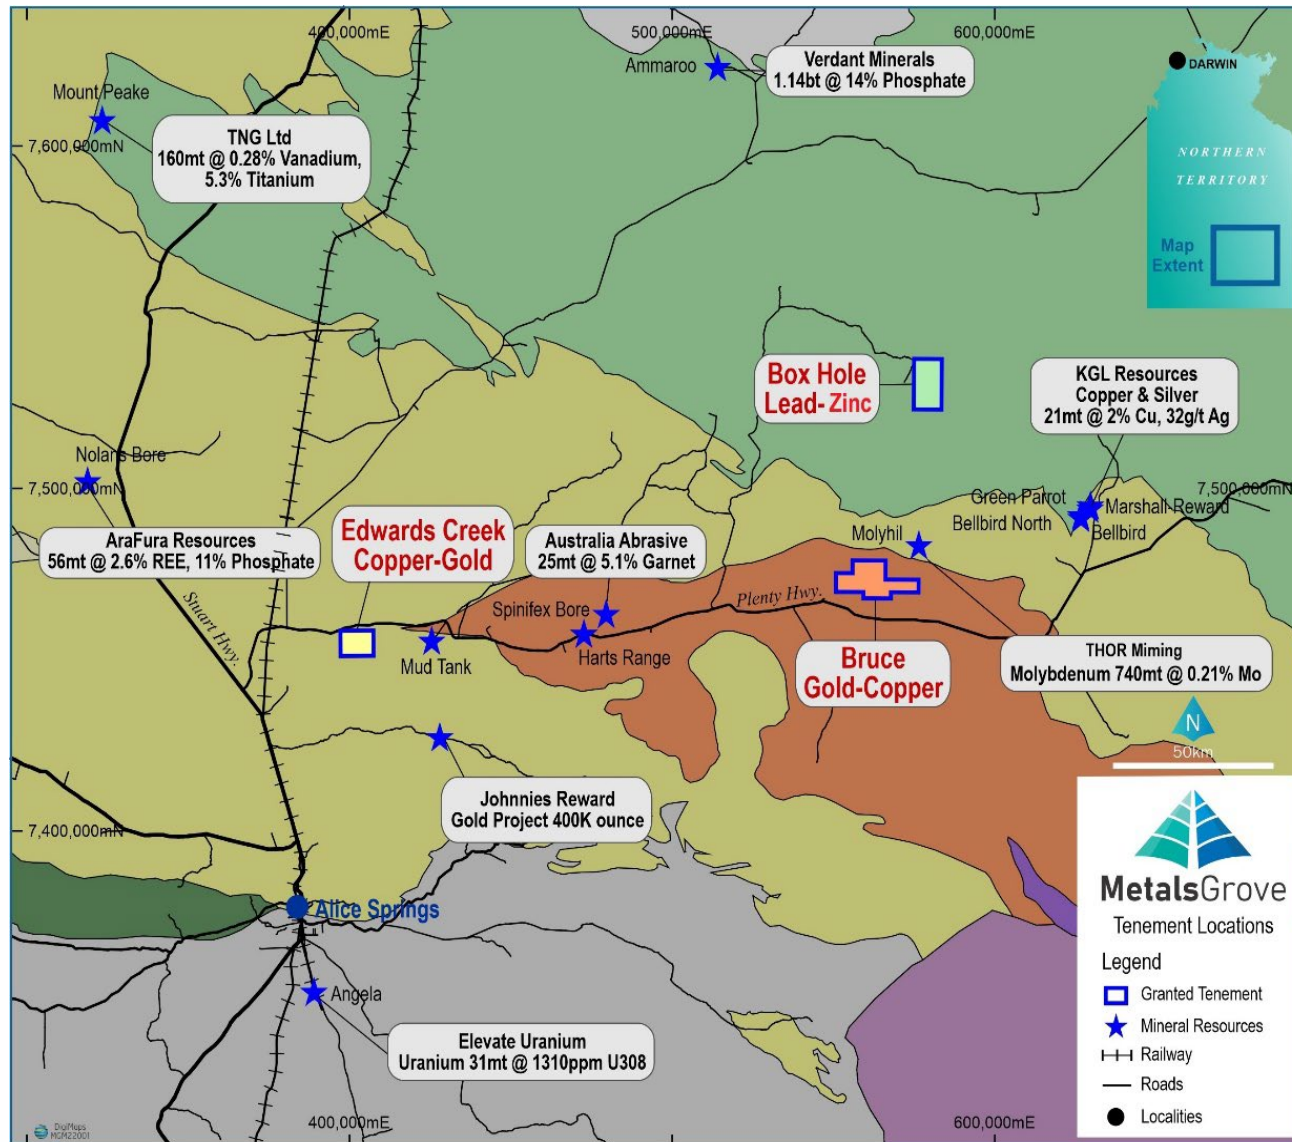 400,000mE
500,000mE
600,000mE
Ammaroo
Verdant Minerals
1.14bt @ 14% Phosphate
DARWIN
NORTHERN
TERRITORY
Map
Extent
Mount Peake
TNG Ltd
160mt @ 0.28% Vanadium,
5.3% Titanium
7,600,000mN
Box Hole
Lead- Zinc
KGL Resources
Copper & Silver
21mt @ 2% Cu, 32g/t Ag
Nolans Bore
7,500,000mN
7,500,000mN
Green Parrot
Marshall-Reward
Bellbird North
Bellbird
AraFura Resources
56mt @ 2.6% REE, 11% Phosphate
Edwards Creek
Copper-Gold
Australia Abrasive
25mt @ 5.1% Garnet
Molyhil
Stuart Hwy.
Spinifex Bore
Plenty Hwy.
Mud Tank
Harts Range
Bruce
Gold-Copper
THOR Miming
Molybdenum 740mt @ 0.21% Mo
N
50km
Johnnies Reward
Gold Project 400K ounce
7,400,000mN
Alice Springs
Angela
Elevate Uranium
Uranium 31mt @ 1310ppm U308
MetalsGrove
Tenement Locations
Legend
Granted Tenement
Mineral Resources
Railway
Roads
Localities
DigiMaps
MGMZ2001
400,000mE
600,000mE